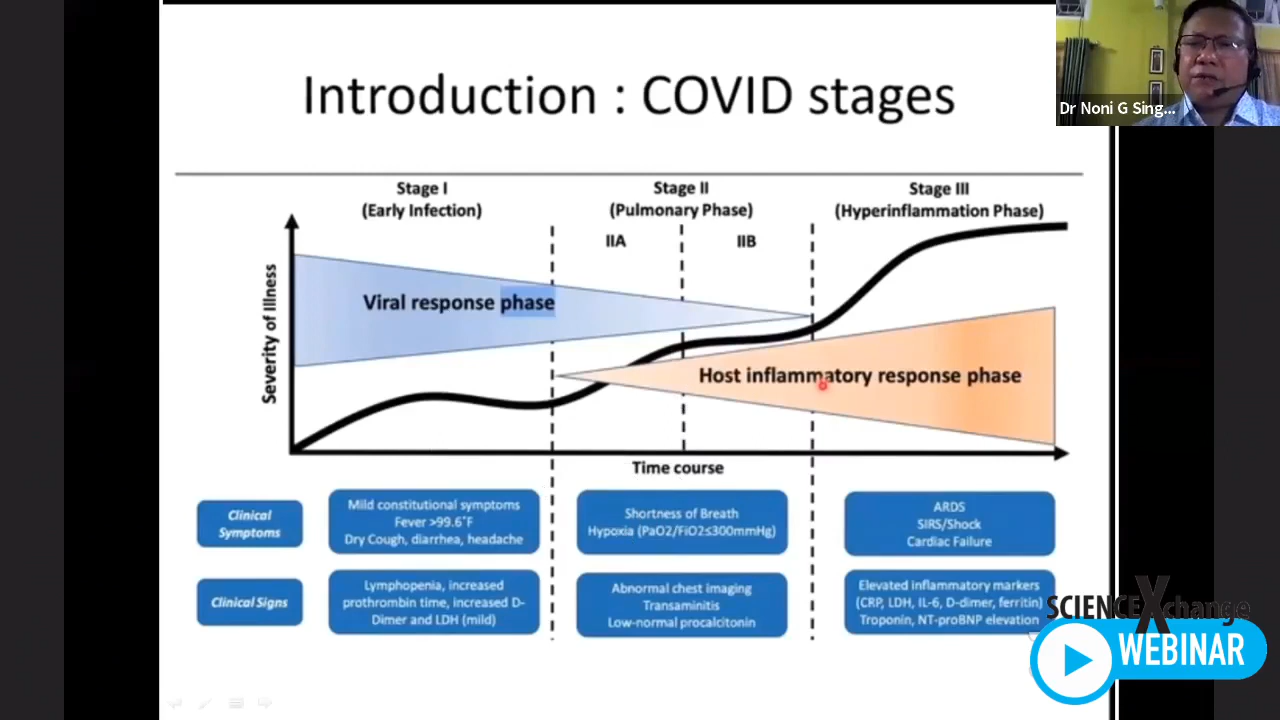 Dr Noni G Sing...
Introduction : COVID stages
Stage I
(Early Infection)
Stage II
(Pulmonary Phase)
Stage III
(Hyperinflammation Phase)
IIA
IIB
Severity of Illness
Viral response phase
Host inflammatory response phase
Time course
Clinical
Symptoms
Mild constitutional symptoms
Fever >99.6°F
Dry Cough, diarrhea, headache
Shortness of Breath
Hypoxia (PaO2/FiO2≤300mmHg)
ARDS
SIRS/Shock
Cardiac Failure
Clinical Signs
Lymphopenia, increased
prothrombin time, increased D-
Dimer and LDH (mild)
Abnormal chest imaging
Transaminitis
Low-normal procalcitonin
Elevated inflammatory markers
(CRP, LDH, IL-6, D-dimer, ferritin)
Troponin, NT-proBNP elevation
SCIENCEXchange
WEBINAR